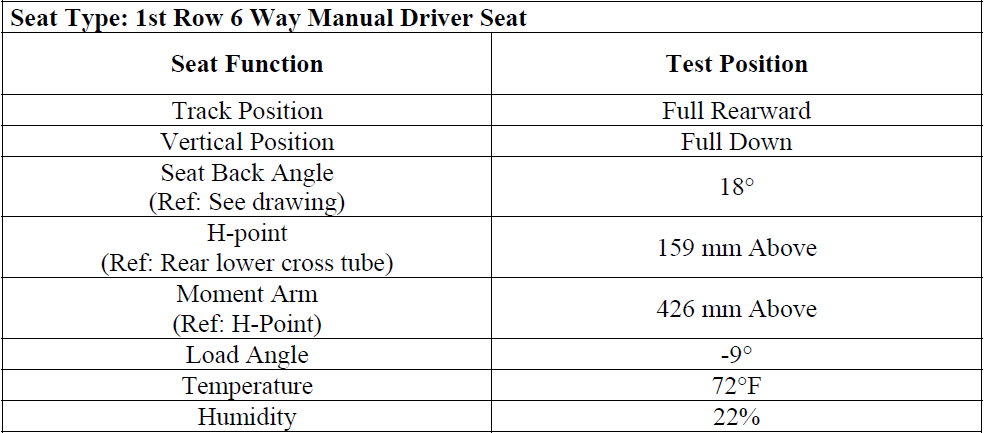 Seat Type: 1st Row 6 Way Manual Driver Seat
Seat Function Test Position
Track Position Full Rearward
Vertical Position Full Down
Seat Back Angle
(Ref: See drawing) 18°
H-point
(Ref: Rear lower cross tube) 159 mm Above
Moment Arm
(Ref: H-Point) 426 mm Above
Load Angle -9°
Temperature 72°F
Humidity 22%